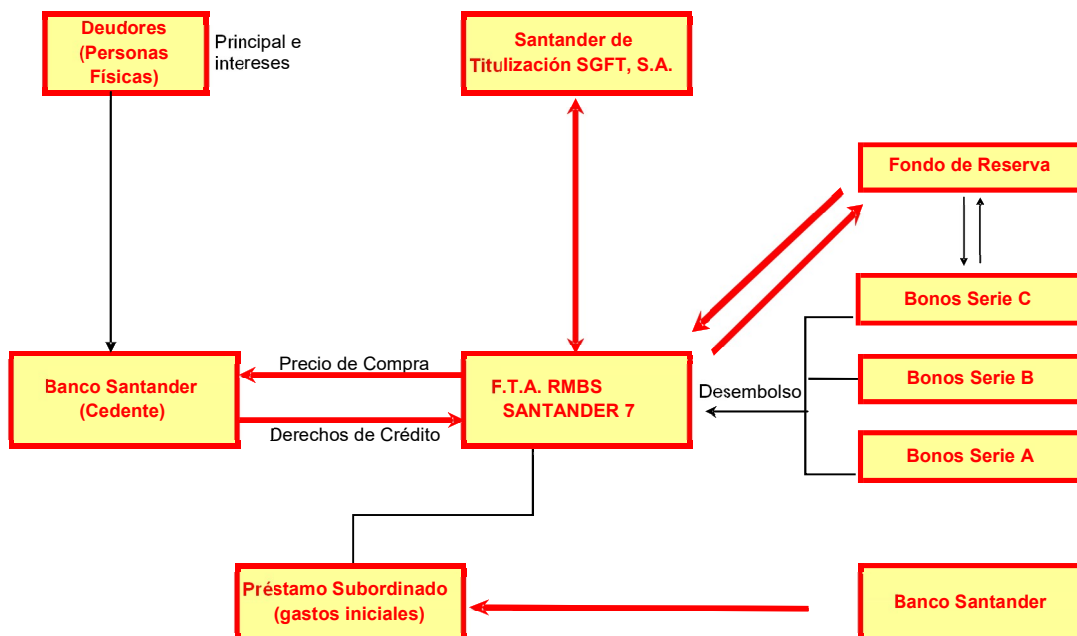 Deudores
(Personas
Físicas)
Principal e
intereses
Santander de
Titulización SGFT, S.A.
Fondo de Reserva
Bonos Serie C
Banco Santander
(Cedente)
Precio de Compra
Derechos de Crédito
F.T.A. RMBS
SANTANDER 7
Desembolso
Bonos Serie B
Bonos Serie A
Préstamo Subordinado
(gastos iniciales)
Banco Santander